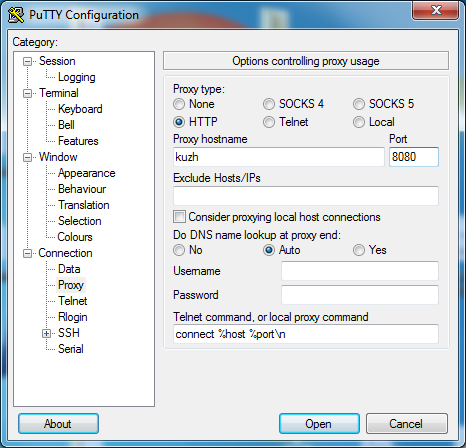 PuTTY Configuration
Category:
Session
Logging
Terminal
Keyboard
Bell
Features
Window
Appearance
Behaviour
Translation
Selection
Colours
Connection
Data
Proxy
Telnet
Rlogin
SSH
Serial
Options controlling proxy usage
Proxy type:
None SOCKS 4 SOCKS 5
HTTP Telnet Local
Proxy hostname Port
kuzh 8080
Exclude Hosts/IPs
Consider proxying local host connections
Do DNS name lookup at proxy end:
No Auto Yes
Username
Password
Telnet command, or local proxy command
connect %host %port\n
About Open Cancel